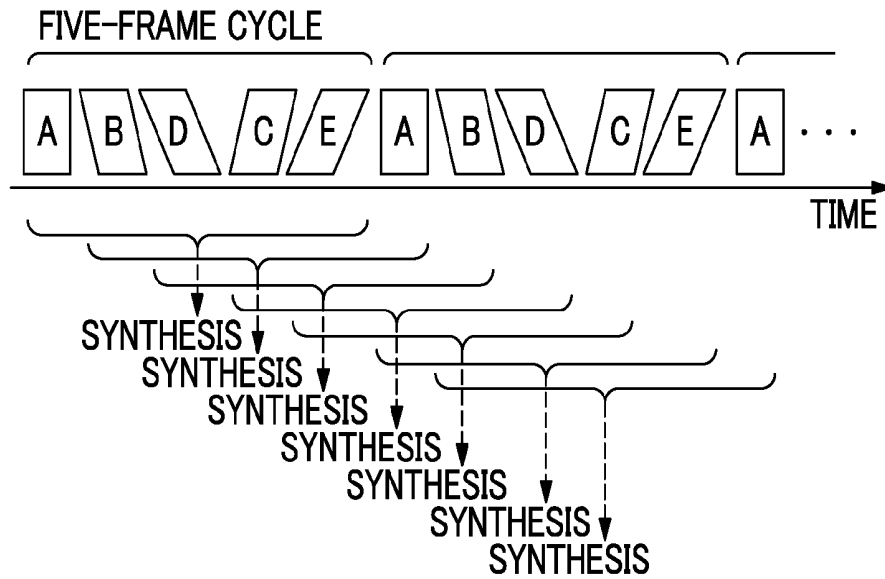 FIVE-FRAME CYCLE
A B D C E A B D C E A ...
TIME
SYNTHESIS
SYNTHESIS
SYNTHESIS
SYNTHESIS
SYNTHESIS
SYNTHESIS
SYNTHESIS